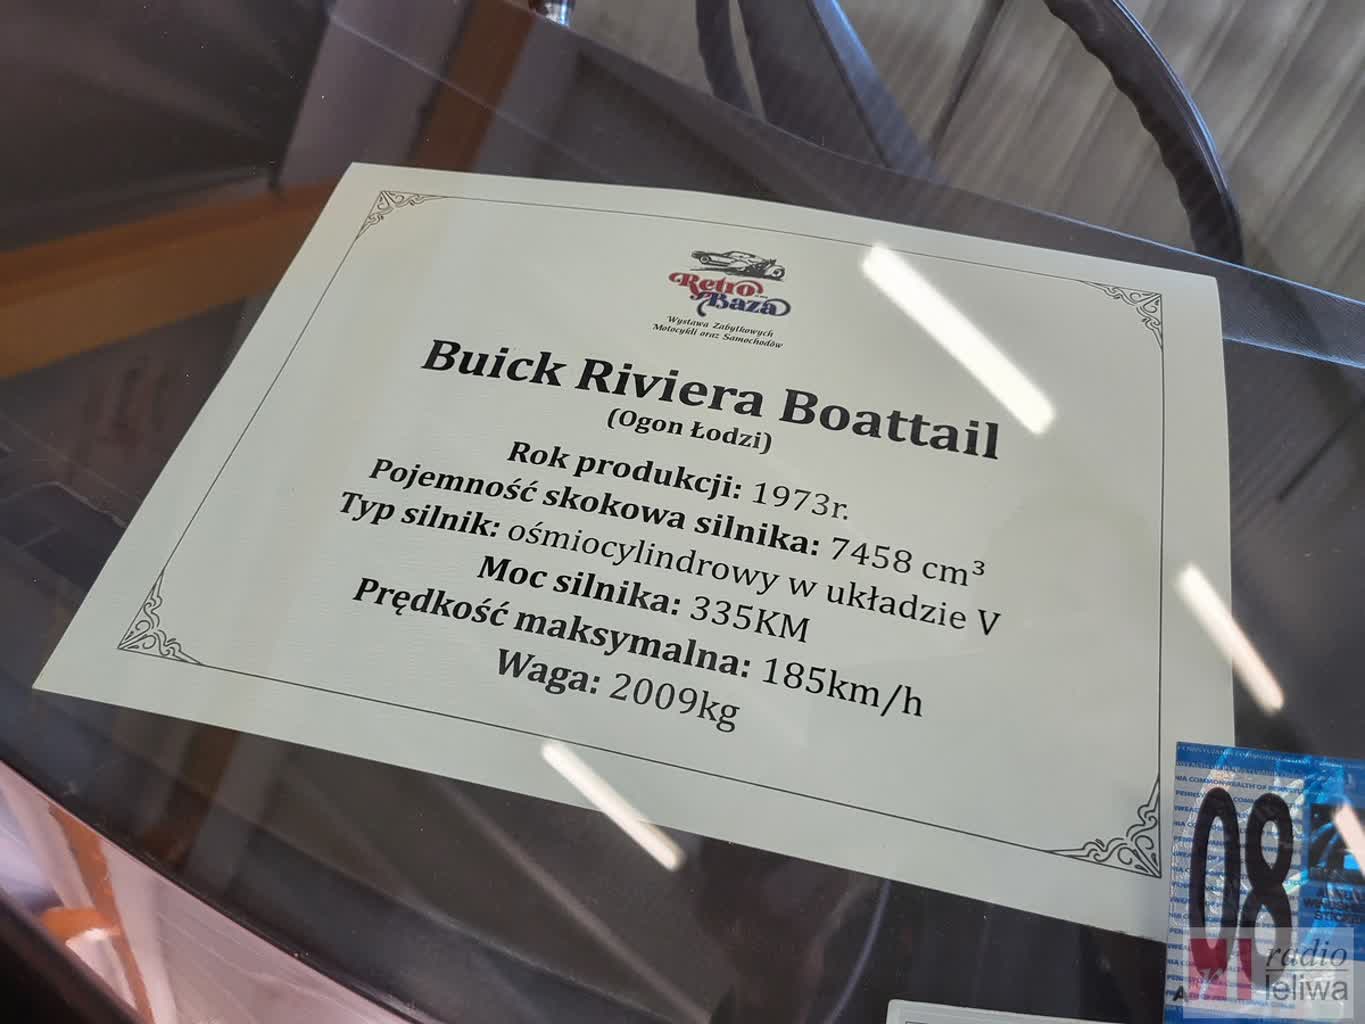 Retro
Baza
Wystawa Zabytkowych
Motocykli oraz Samochodów
Buick Riviera Boattail
(Ogon Łodzi)
Rok produkcji: 1973r.
Pojemność skokowa silnika: 7458 cm³
Typ silnik: ośmiocylindrowy w układzie V
Moc silnika: 335KM
Prędkość maksymalna: 185km/h
Waga: 2009kg
08
radio
leliwa